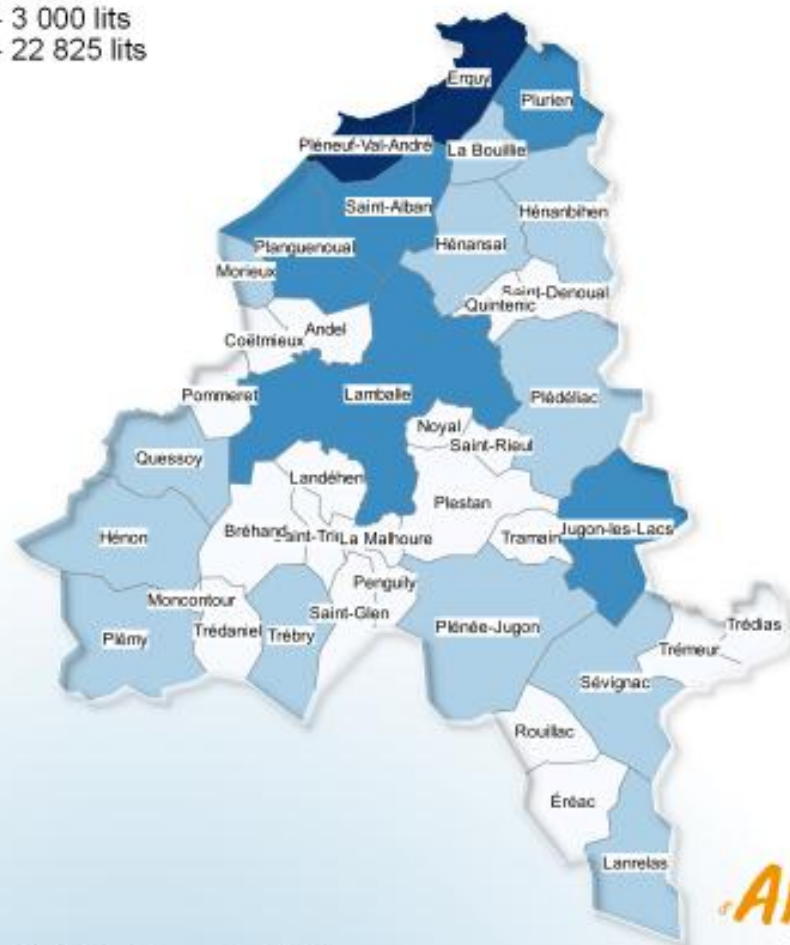 - 3 000 lits
- 22 825 lits
Erquy
Plurien
Pléneuf-Val-André
La Bouillie
Saint-Alban
Hénanbihen
Planguenoual
Hénansal
Morieux
Saint-Denoual
Quintenic
Andel
Coëtmieux
Pommeret
Lamballe
Plédéliac
Noyal
Saint-Rieul
Quessoy
Landéhen
Plestan
Hénon
Bréhand
La Malhoure
Tramain
Jugon-les-Lacs
Penguily
Moncontour
Saint-Glen
Trédaniel
Trébry
Plénée-Jugon
Plémy
Trédias
Trémeur
Sévignac
Rouillac
Éréac
Lanrelas